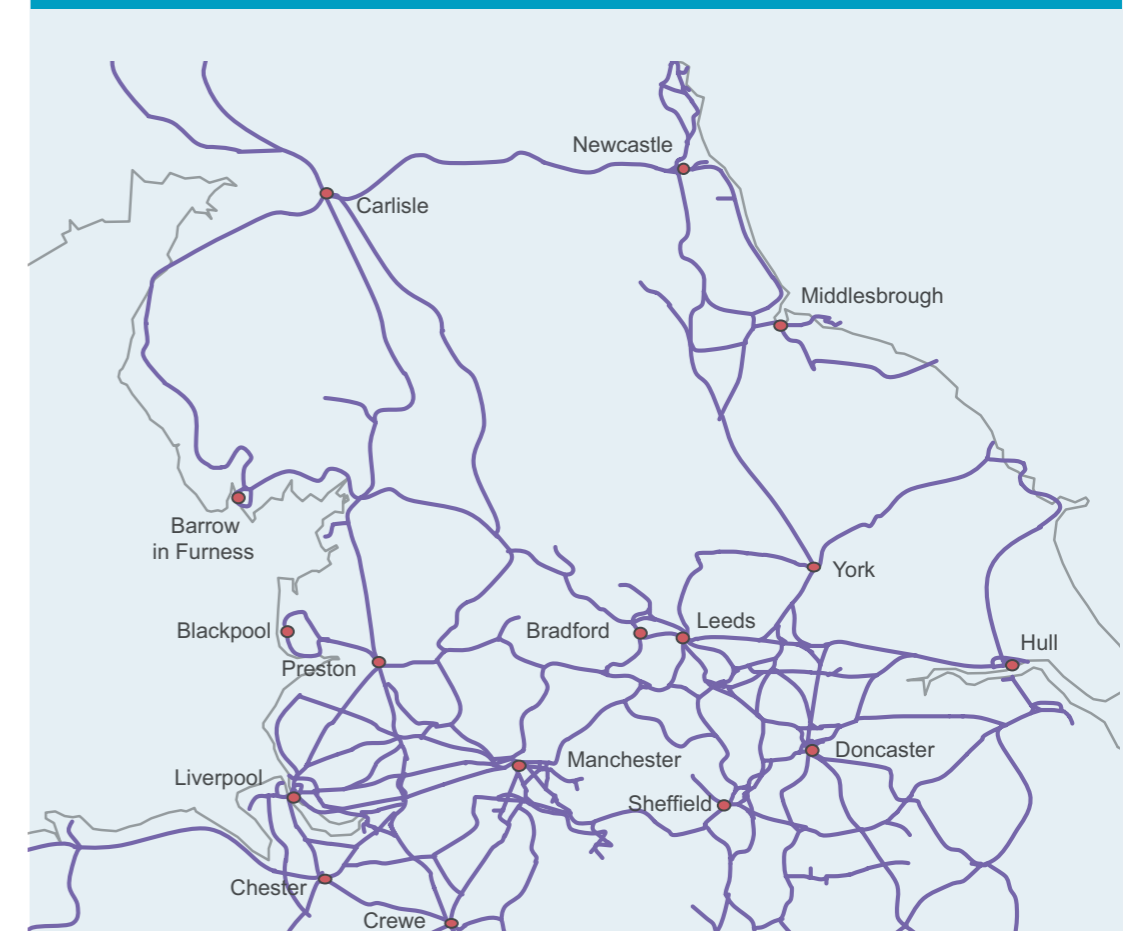 Newcastle
Carlisle
Middlesbrough
Barrow
in Furness
York
Blackpool
Bradford
Leeds
Hull
Preston
Manchester
Doncaster
Liverpool
Sheffield
Chester
Crewe